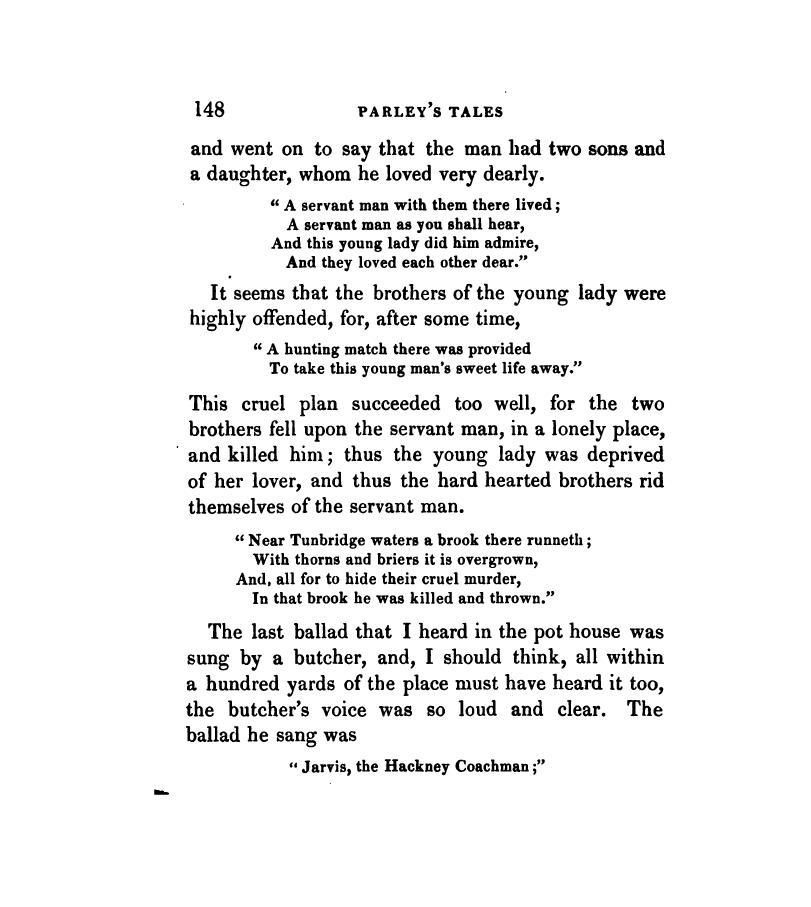 148 PARLEY'S TALES
and went on to say that the man had two sons and
a daughter, whom he loved very dearly.
“ A servant man with them there lived ;
A servant man as you shall hear,
And this young lady did him admire,
And they loved each other dear.”
It seems that the brothers of the young lady were
highly offended, for, after some time,
“ A hunting match there was provided
To take this young man's sweet life away.”
This cruel plan succeeded too well, for the two
brothers fell upon the servant man, in a lonely place,
and killed him ; thus the young lady was deprived
of her lover, and thus the hard hearted brothers rid
themselves of the servant man.
“ Near Tunbridge waters a brook there runneth ;
With thorns and briers it is overgrown,
And, all for to hide their cruel murder,
In that brook he was killed and thrown.”
The last ballad that I heard in the pot house was
sung by a butcher, and, I should think, all within
a hundred yards of the place must have heard it too,
the butcher's voice was so loud and clear. The
ballad he sang was
“ Jarvis, the Hackney Coachman ;”